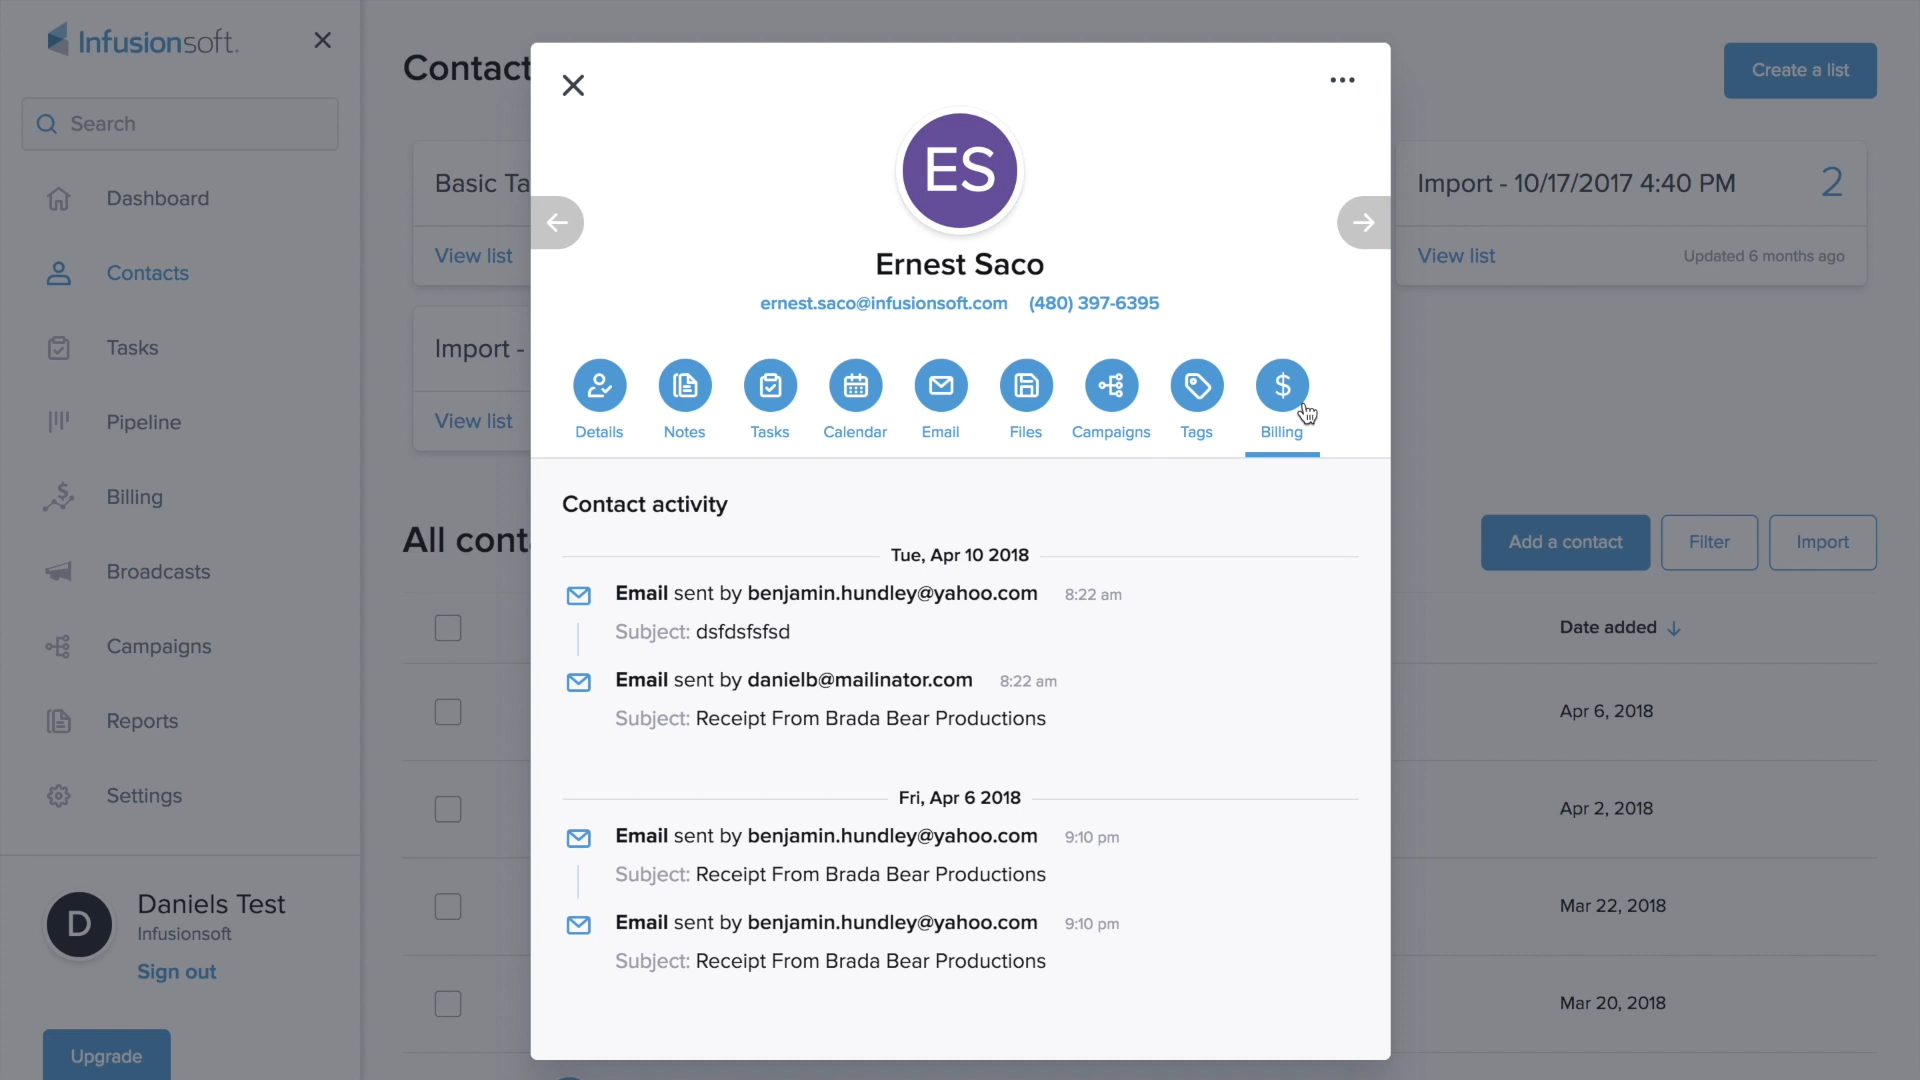 Infusionsoft.
Search
Dashboard
Contacts
Tasks
Pipeline
Billing
Broadcasts
Campaigns
Reports
Settings
D
Daniels Test
Infusionsoft
Sign out
Upgrade
Contact
Create a list
Basic Ta
View list
Import - 10/17/2017 4:40 PM 2
View list Updated 6 months ago
Import -
View list
All cont
Add a contact Filter Import
Date added
Apr 6, 2018
Apr 2, 2018
Mar 22, 2018
Mar 20, 2018
ES
Ernest Saco
ernest.saco@infusionsoft.com (480) 397-6395
$
Details Notes Tasks Calendar Email Files Campaigns Tags Billing
Contact activity
Tue, Apr 10 2018
Email sent by benjamin.hundley@yahoo.com 8:22 am
Subject: dsfdsfsfsd
Email sent by danielb@mailinator.com 8:22 am
Subject: Receipt From Brada Bear Productions
Fri, Apr 6 2018
Email sent by benjamin.hundley@yahoo.com 9:10 pm
Subject: Receipt From Brada Bear Productions
Email sent by benjamin.hundley@yahoo.com 9:10 pm
Subject: Receipt From Brada Bear Productions